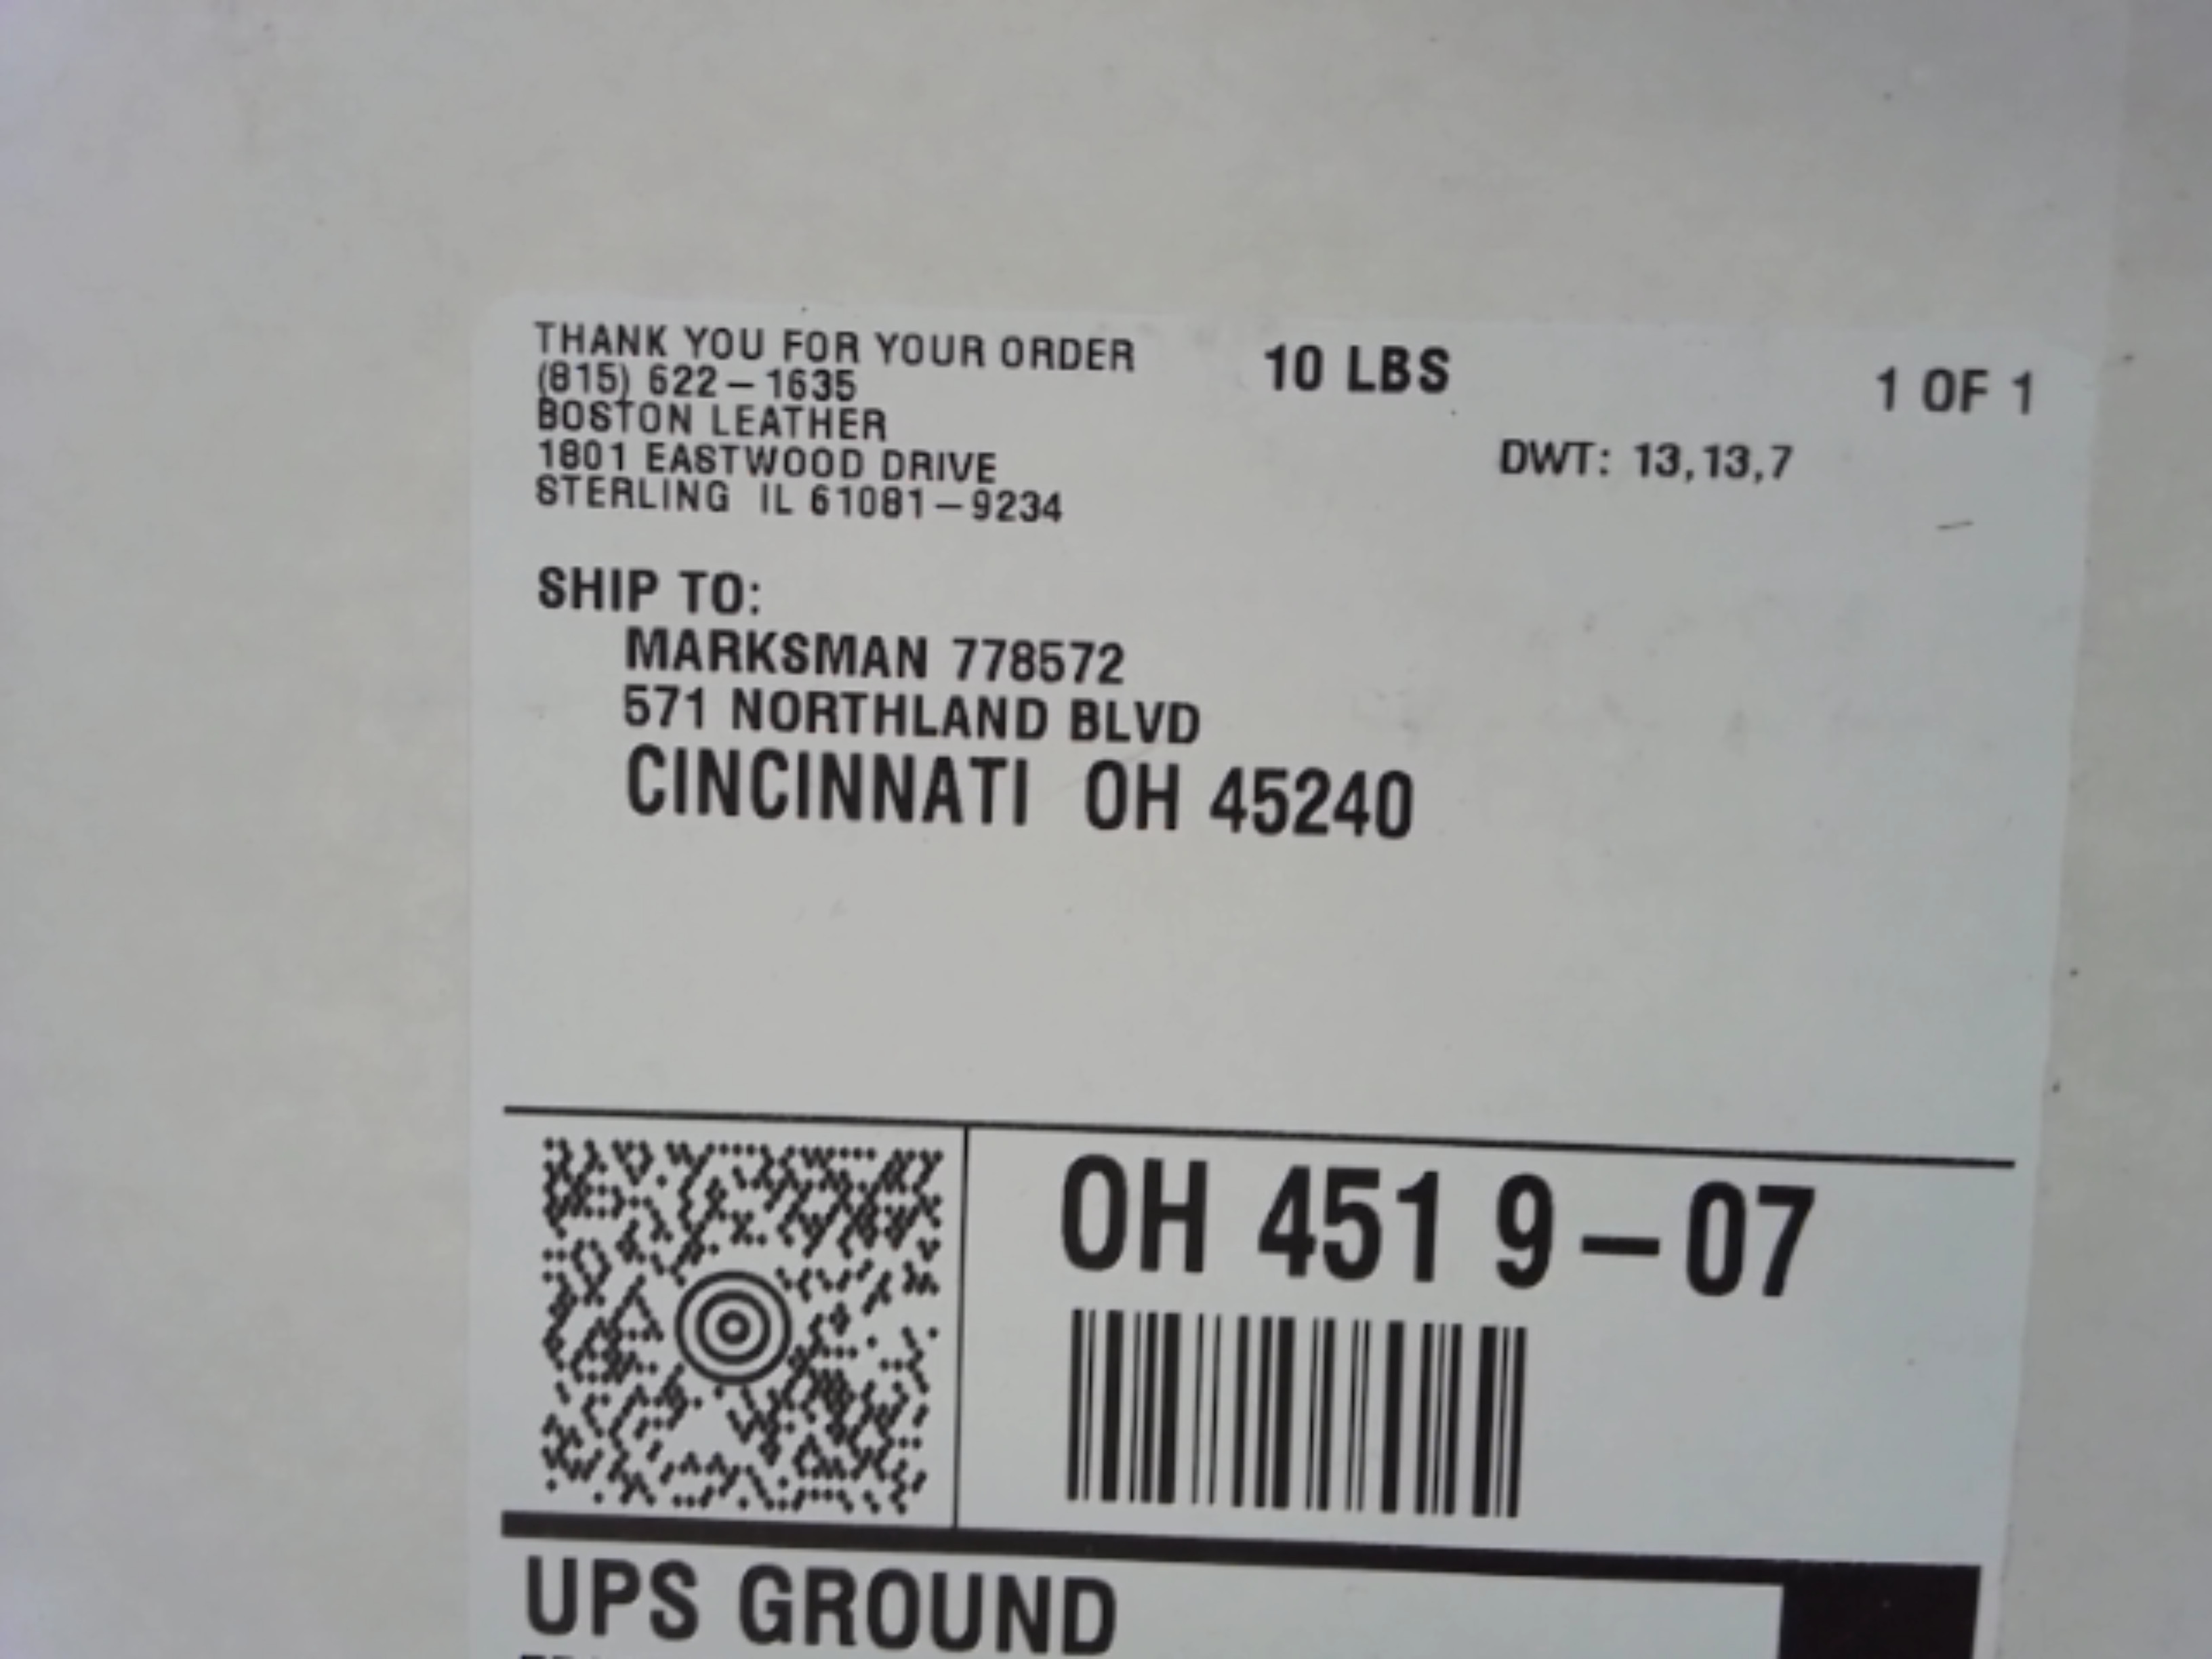 THANK YOU FOR YOUR ORDER
(815) 622-1635
BOSTON LEATHER
1801 EASTWOOD DRIVE
STERLING IL 61081-9234
10 LBS
1 OF 1
DWT: 13,13,7
SHIP TO:
MARKSMAN 778572
571 NORTHLAND BLVD
CINCINNATI OH 45240
OH 451 9-07
UPS GROUND